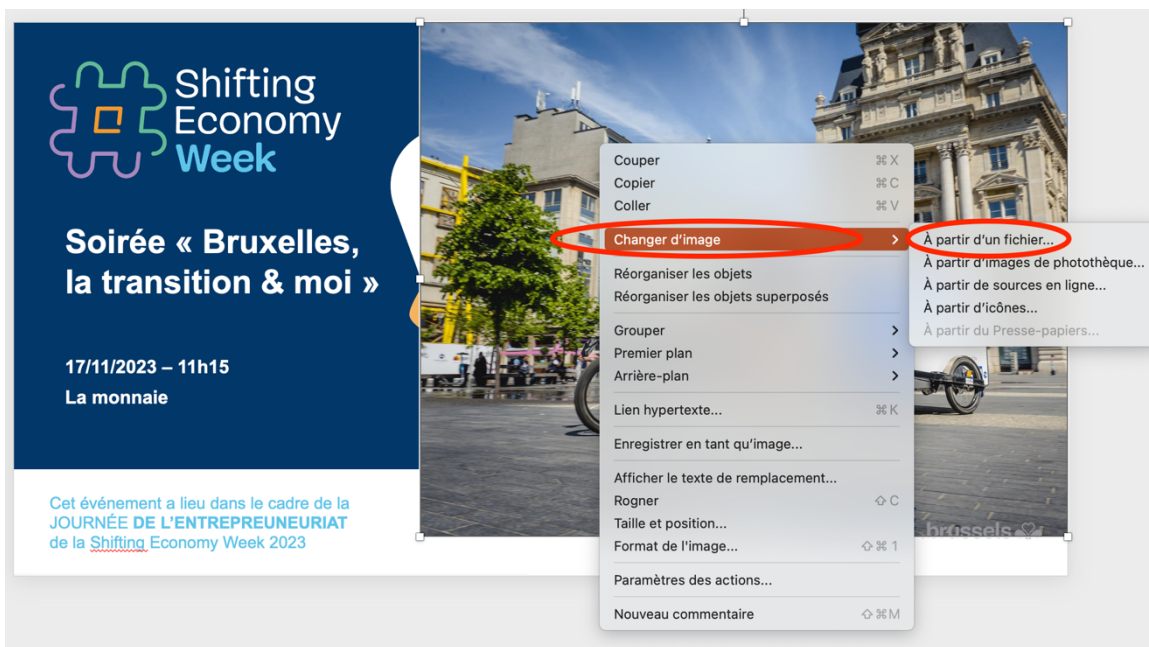 Shifting
Economy
Week
Soirée « Bruxelles,
la transition & moi »
17/11/2023 – 11h15
La monnaie
Cet événement a lieu dans le cadre de la
JOURNÉE DE L'ENTREPREUNEURIAT
de la Shifting Economy Week 2023
Couper ⌘ X
Copier ⌘ C
Coller ⌘ V
Changer d'image >
Réorganiser les objets
Réorganiser les objets superposés
Grouper >
Premier plan >
Arrière-plan >
Lien hypertexte... ⌘ K
Enregistrer en tant qu'image...
Afficher le texte de remplacement...
Rogner ⇧ C
Taille et position...
Format de l'image... ⇧ ⌘ 1
Paramètres des actions...
Nouveau commentaire ⇧ ⌘ M
À partir d'un fichier...
À partir d'images de photothèque...
À partir de sources en ligne...
À partir d'icônes...
À partir du Presse-papiers...
brussels